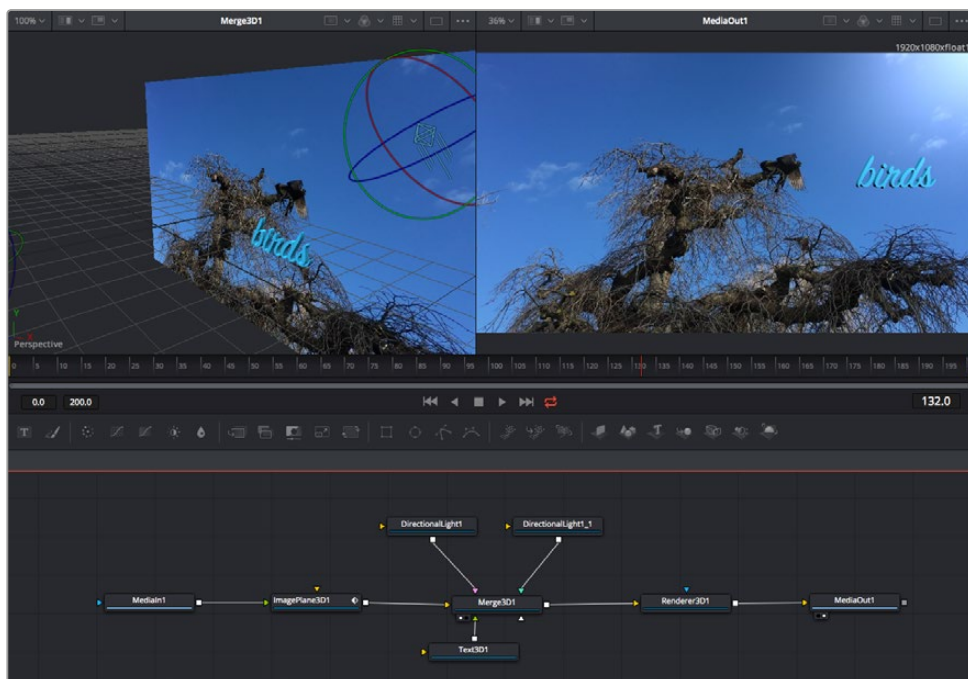 100% Merge3D1 36% MediaOut1
1920x1080xfloat1
birds
birds
Y
Perspective
0 5 10 15 20 25 30 35 40 45 50 55 60 65 70 75 80 85 90 95 100 105 110 115 120 125 130 135 140 145 150 155 160 165 170 175 180 185 190 195
0.0 200.0 132.0
T
DirectionalLight1 DirectionalLight1_1
MediaIn1 ImagePlane3D1 Merge3D1 Renderer3D1 MediaOut1
Text3D1